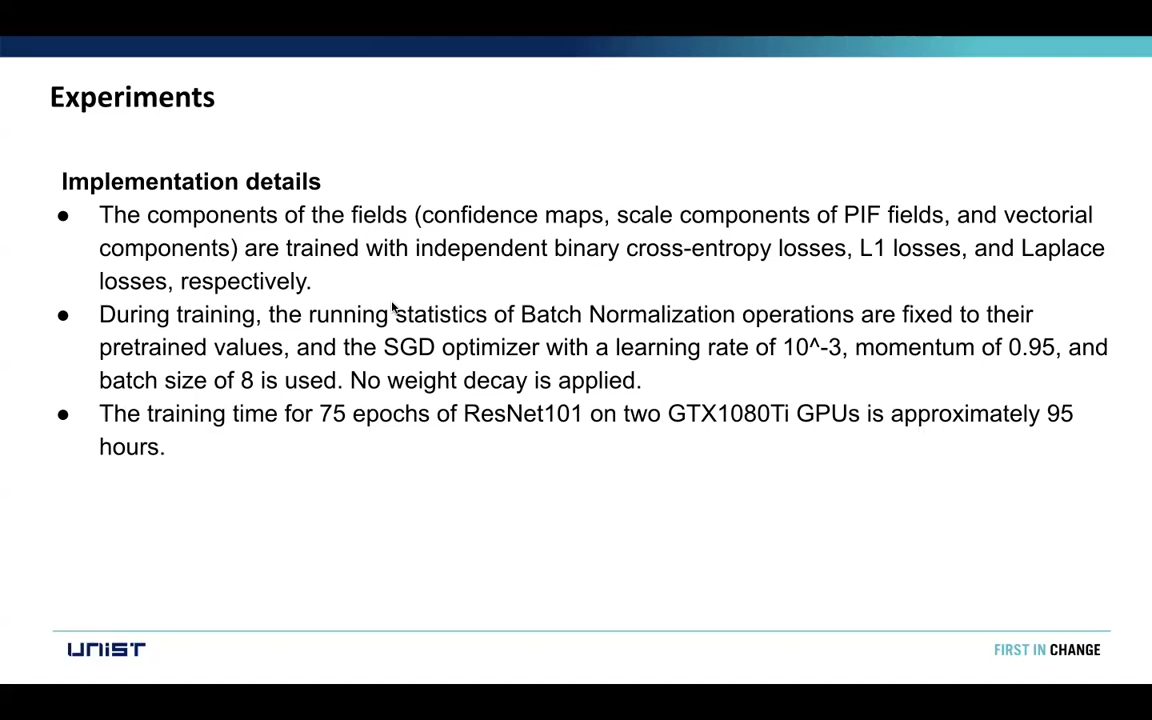 Experiments
Implementation details
● The components of the fields (confidence maps, scale components of PIF fields, and vectorial
components) are trained with independent binary cross-entropy losses, L1 losses, and Laplace
losses, respectively.
● During training, the running statistics of Batch Normalization operations are fixed to their
pretrained values, and the SGD optimizer with a learning rate of 10^-3, momentum of 0.95, and
batch size of 8 is used. No weight decay is applied.
● The training time for 75 epochs of ResNet101 on two GTX1080Ti GPUs is approximately 95
hours.
UNIST
FIRST IN CHANGE